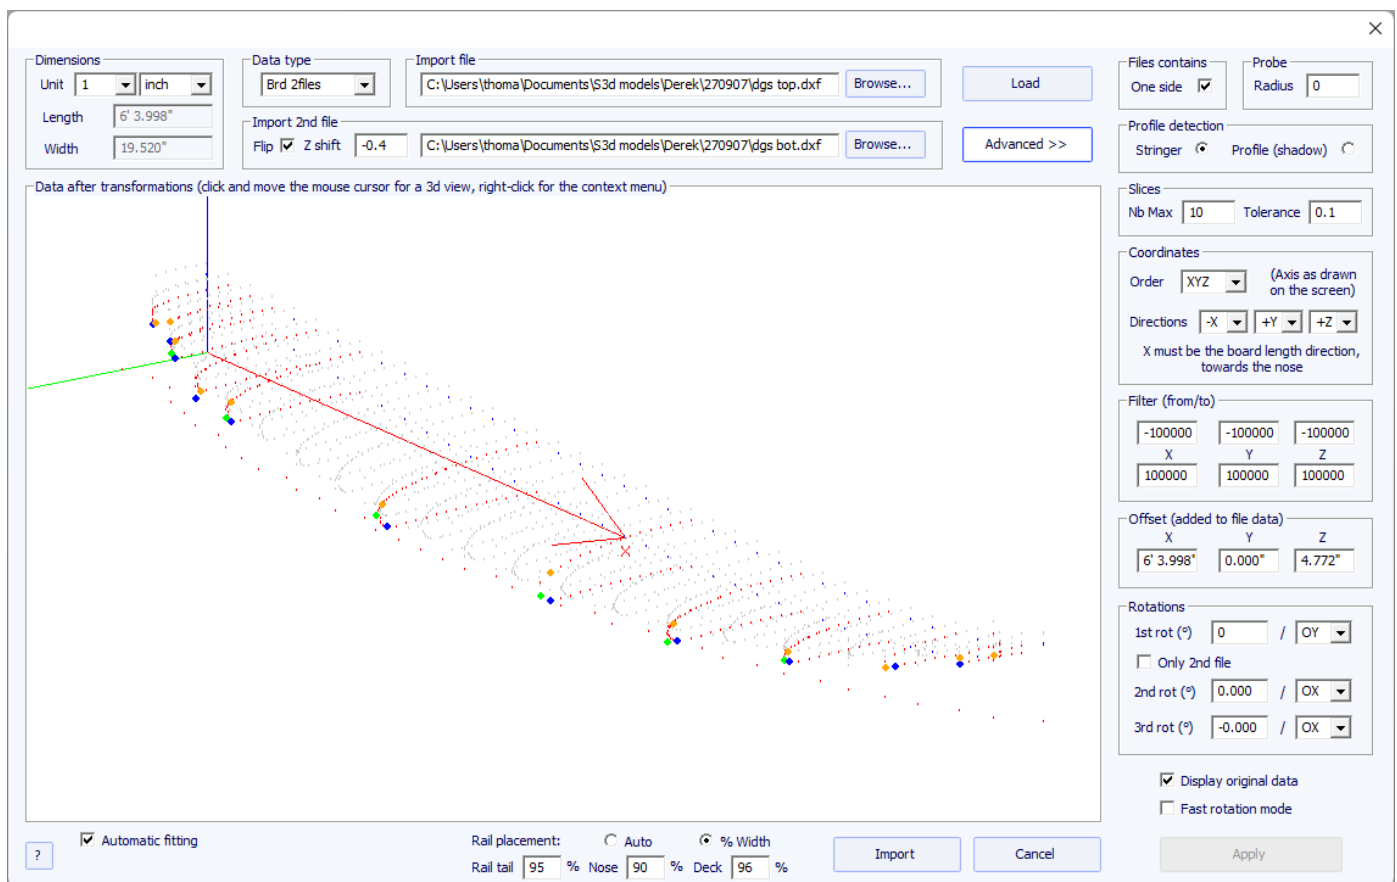 Dimensions
Unit 1 inch
Length 6' 3.998"
Width 19.520"
Data type
Brd 2files
Import file
C:\Users\thoma\Documents\S3d models\Derek\270907\dgs top.dxf Browse...
Import 2nd file
Flip Z shift -0.4 C:\Users\thoma\Documents\S3d models\Derek\270907\dgs bot.dxf Browse...
Load
Advanced >>
Files contains
One side
Probe
Radius 0
Profile detection
Stringer Profile (shadow)
Slices
Nb Max 10 Tolerance 0.1
Coordinates
Order XYZ (Axis as drawn
on the screen)
Directions -X +Y +Z
X must be the board length direction,
towards the nose
Filter (from/to)
-100000 -100000 -100000
X Y Z
100000 100000 100000
Offset (added to file data)
X Y Z
6' 3.998" 0.000" 4.772"
Rotations
1st rot (°) 0 / OY
Only 2nd file
2nd rot (°) 0.000 / OX
3rd rot (°) -0.000 / OX
Display original data
Fast rotation mode
Apply
Data after transformations (click and move the mouse cursor for a 3d view, right-click for the context menu)
X
? Automatic fitting
Rail placement: Auto % Width
Rail tail 95 % Nose 90 % Deck 96 %
Import Cancel